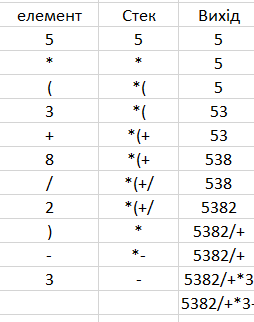 елемент Стек Вихід
5 5 5
* * 5
( *( 5
3 *( 53
+ *(+ 53
8 *(+ 538
/ *(+/ 538
2 *(+/ 5382
) * 5382/+
- *- 5382/+
3 - 5382/+*3
5382/+*3-